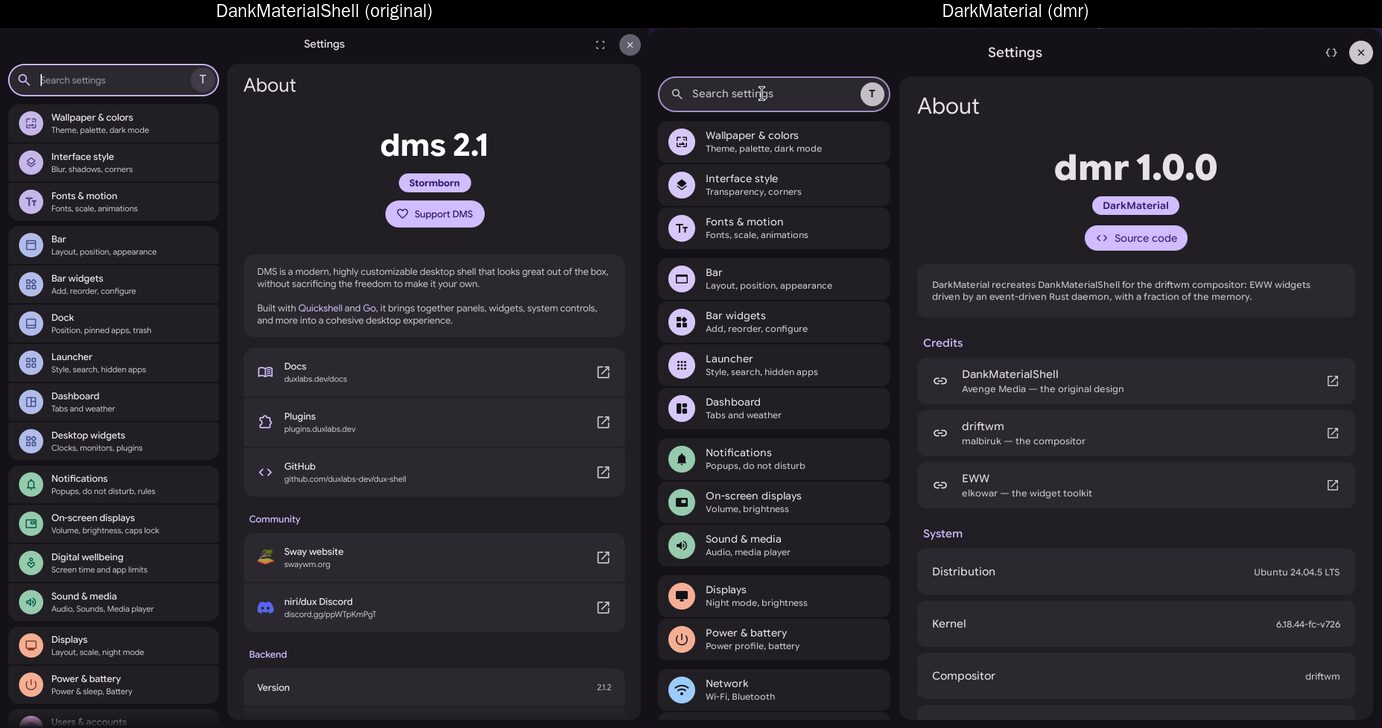 DankMaterialShell (original)
Settings
Search settings
T
Wallpaper & colors
Theme, palette, dark mode
Interface style
Blur, shadows, corners
Fonts & motion
Fonts, scale, animations
Bar
Layout, position, appearance
Bar widgets
Add, reorder, configure
Dock
Position, pinned apps, trash
Launcher
Style, search, hidden apps
Dashboard
Tabs and weather
Desktop widgets
Clocks, monitors, plugins
Notifications
Popups, do not disturb, rules
On-screen displays
Volume, brightness, caps lock
Digital wellbeing
Screen time and app limits
Sound & media
Audio, Sounds, Media player
Displays
Layout, scale, night mode
Power & battery
Power & sleep, Battery
Users & accounts
About
dms 2.1
Stormborn
Support DMS
DMS is a modern, highly customizable desktop shell that looks great out of the box,
without sacrificing the freedom to make it your own.
Built with Quickshell and Go, it brings together panels, widgets, system controls,
and more into a cohesive desktop experience.
Docs
duxlabs.dev/docs
Plugins
plugins.duxlabs.dev
GitHub
github.com/duxlabs-dev/dux-shell
Community
Sway website
swaywm.org
niri/dux Discord
discord.gg/ppWTpKmPgT
Backend
Version
2.1.2
DarkMaterial (dmr)
Settings
Search settings
T
Wallpaper & colors
Theme, palette, dark mode
Interface style
Transparency, corners
Fonts & motion
Fonts, scale, animations
Bar
Layout, position, appearance
Bar widgets
Add, reorder, configure
Launcher
Style, search, hidden apps
Dashboard
Tabs and weather
Notifications
Popups, do not disturb
On-screen displays
Volume, brightness
Sound & media
Audio, media player
Displays
Night mode, brightness
Power & battery
Power profile, battery
Network
Wi-Fi, Bluetooth
About
dmr 1.0.0
DarkMaterial
Source code
DarkMaterial recreates DankMaterialShell for the driftwm compositor: EWW widgets
driven by an event-driven Rust daemon, with a fraction of the memory.
Credits
DankMaterialShell
Avenge Media — the original design
driftwm
malbiruk — the compositor
EWW
elkowar — the widget toolkit
System
Distribution
Ubuntu 24.04.5 LTS
Kernel
6.18.44-fc-v726
Compositor
driftwm